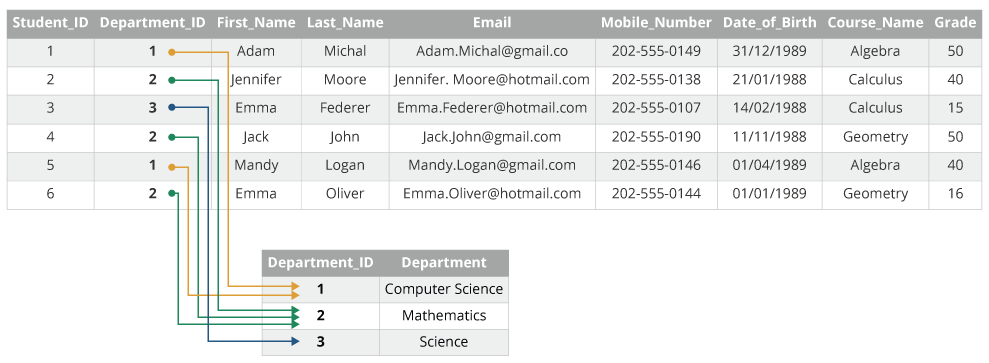 Student_ID Department_ID First_Name Last_Name Email Mobile_Number Date_of_Birth Course_Name Grade
1 1 Adam Michal Adam.Michal@gmail.co 202-555-0149 31/12/1989 Algebra 50
2 2 Jennifer Moore Jennifer. Moore@hotmail.com 202-555-0138 21/01/1988 Calculus 40
3 3 Emma Federer Emma.Federer@hotmail.com 202-555-0107 14/02/1988 Calculus 15
4 2 Jack John Jack.John@gmail.com 202-555-0190 11/11/1988 Geometry 50
5 1 Mandy Logan Mandy.Logan@gmail.com 202-555-0146 01/04/1989 Algebra 40
6 2 Emma Oliver Emma.Oliver@hotmail.com 202-555-0144 01/01/1989 Geometry 16
Department_ID Department
1 Computer Science
2 Mathematics
3 Science